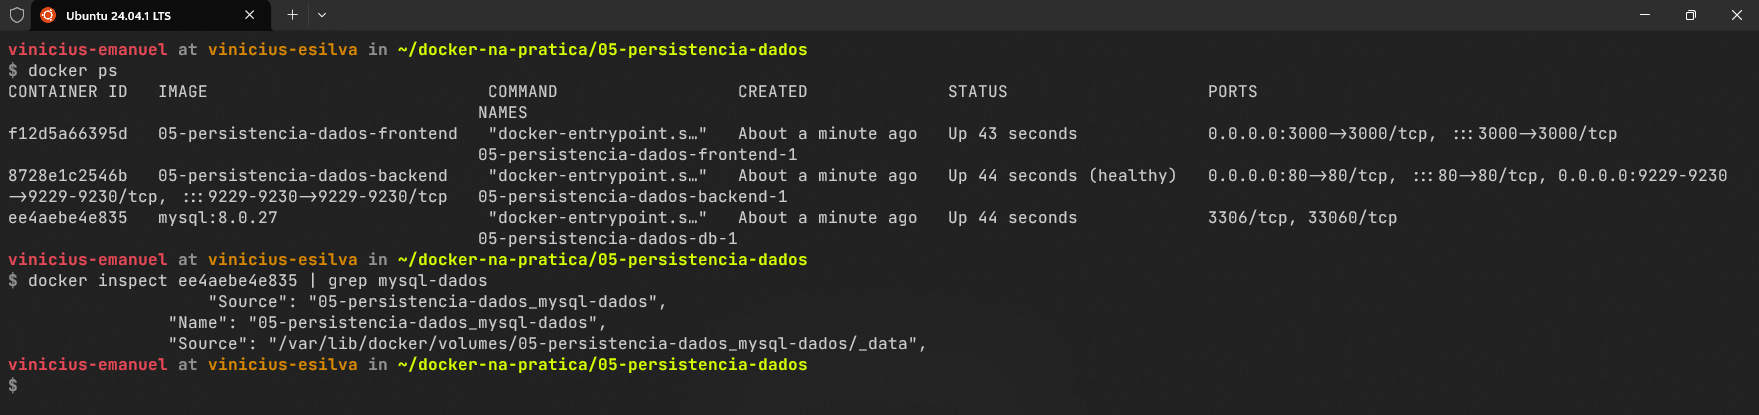 Ubuntu 24.04.1 LTS
vinicius-emanuel at vinicius-esilva in ~/docker-na-pratica/05-persistencia-dados
$ docker ps
CONTAINER ID   IMAGE                            COMMAND                  CREATED              STATUS                    PORTS
                                               NAMES
f12d5a66395d   05-persistencia-dados-frontend   "docker-entrypoint.s…"   About a minute ago   Up 43 seconds             0.0.0.0:3000->3000/tcp, :::3000->3000/tcp
                                               05-persistencia-dados-frontend-1
8728e1c2546b   05-persistencia-dados-backend    "docker-entrypoint.s…"   About a minute ago   Up 44 seconds (healthy)   0.0.0.0:80->80/tcp, :::80->80/tcp, 0.0.0.0:9229-9230
->9229-9230/tcp, :::9229-9230->9229-9230/tcp   05-persistencia-dados-backend-1
ee4aebe4e835   mysql:8.0.27                     "docker-entrypoint.s…"   About a minute ago   Up 44 seconds             3306/tcp, 33060/tcp
                                               05-persistencia-dados-db-1
vinicius-emanuel at vinicius-esilva in ~/docker-na-pratica/05-persistencia-dados
$ docker inspect ee4aebe4e835 | grep mysql-dados
                    "Source": "05-persistencia-dados_mysql-dados",
                "Name": "05-persistencia-dados_mysql-dados",
                "Source": "/var/lib/docker/volumes/05-persistencia-dados_mysql-dados/_data",
vinicius-emanuel at vinicius-esilva in ~/docker-na-pratica/05-persistencia-dados
$